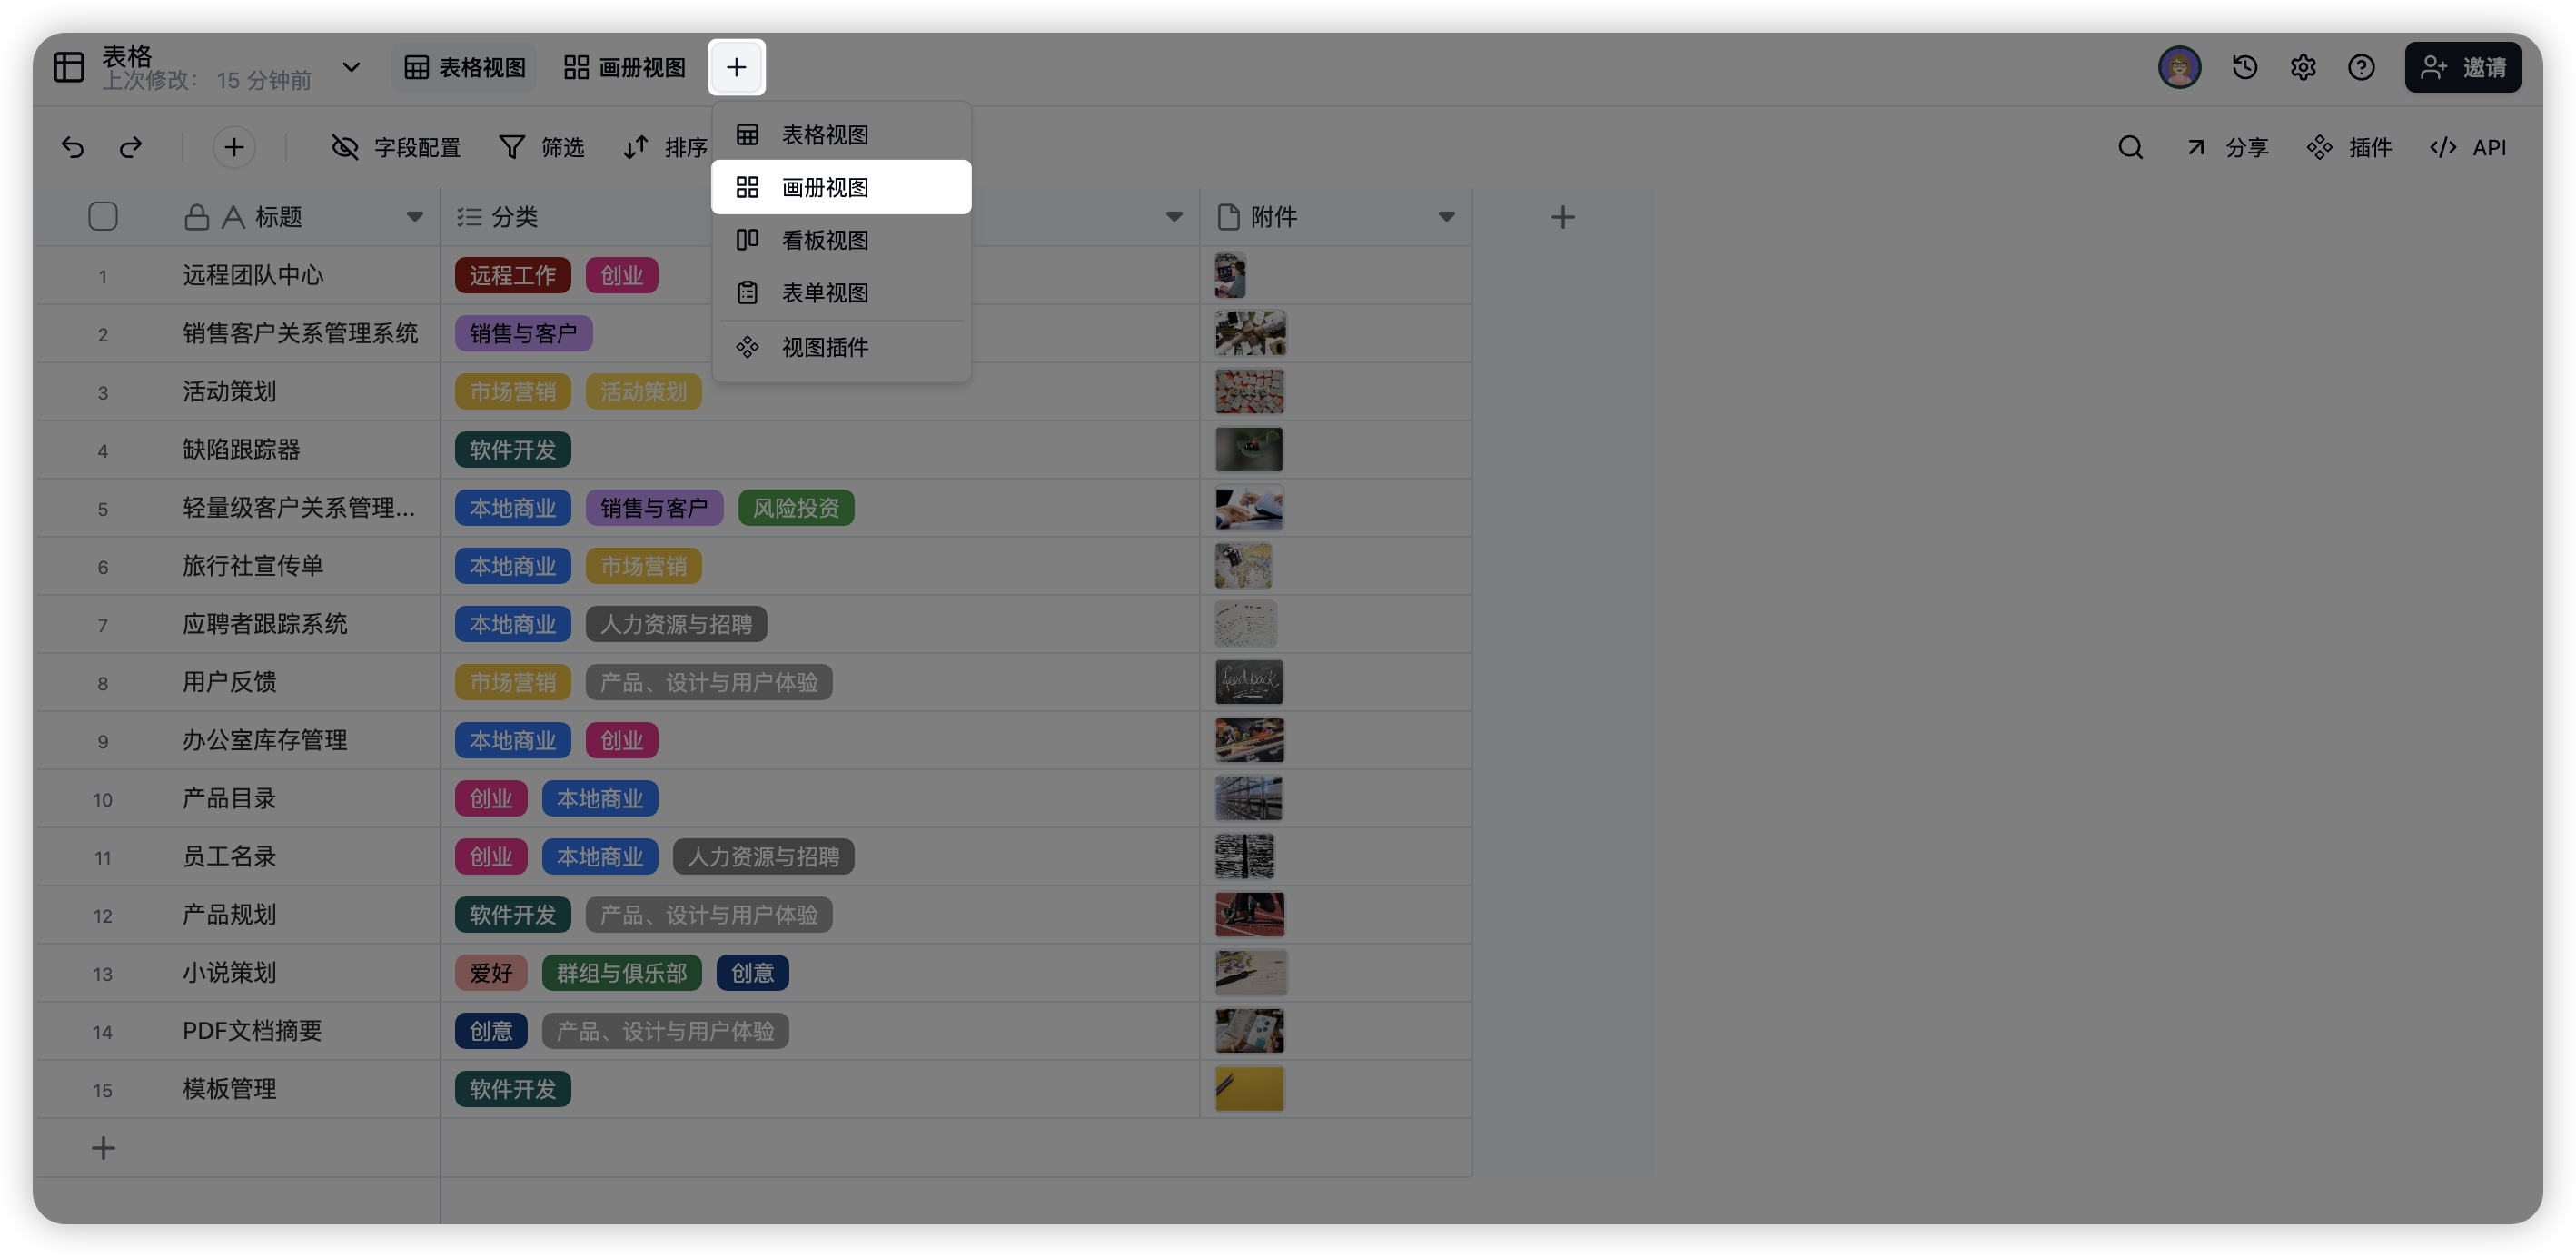 表格
上次修改： 15 分钟前
表格视图
画册视图
邀请
字段配置
筛选
排序
分享
插件
API
表格视图
画册视图
看板视图
表单视图
视图插件
标题
分类
附件
1 远程团队中心 远程工作 创业
2 销售客户关系管理系统 销售与客户
3 活动策划 市场营销 活动策划
4 缺陷跟踪器 软件开发
5 轻量级客户关系管理... 本地商业 销售与客户 风险投资
6 旅行社宣传单 本地商业 市场营销
7 应聘者跟踪系统 本地商业 人力资源与招聘
8 用户反馈 市场营销 产品、设计与用户体验 feedback
9 办公室库存管理 本地商业 创业
10 产品目录 创业 本地商业
11 员工名录 创业 本地商业 人力资源与招聘
12 产品规划 软件开发 产品、设计与用户体验
13 小说策划 爱好 群组与俱乐部 创意
14 PDF文档摘要 创意 产品、设计与用户体验
15 模板管理 软件开发